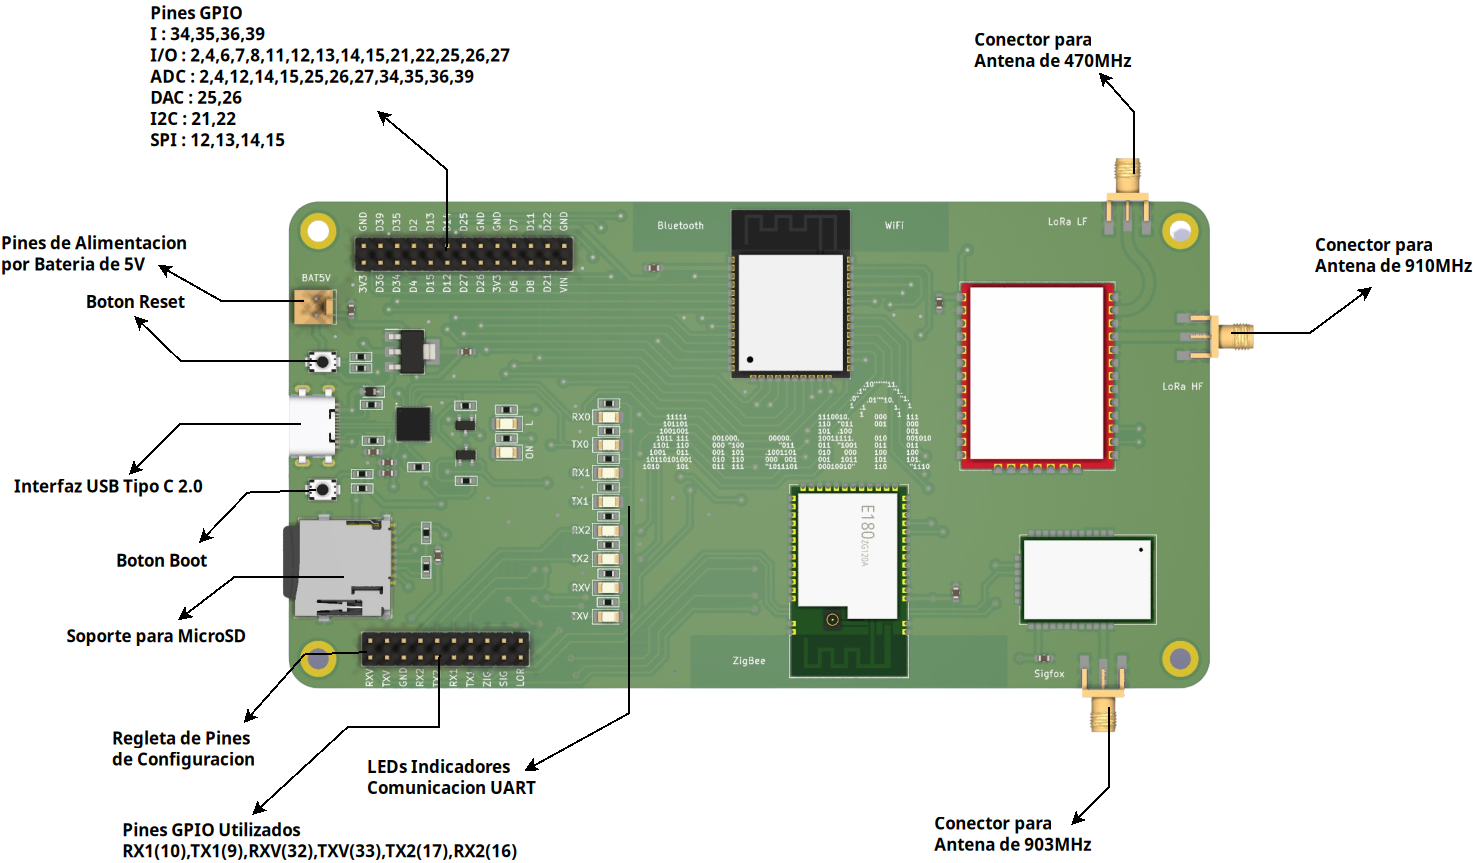 Pines GPIO
I : 34,35,36,39
I/O : 2,4,6,7,8,11,12,13,14,15,21,22,25,26,27
ADC : 2,4,12,14,15,25,26,27,34,35,36,39
DAC : 25,26
I2C : 21,22
SPI : 12,13,14,15
Conector para
Antena de 470MHz
Conector para
Antena de 910MHz
Pines de Alimentacion
por Bateria de 5V
Boton Reset
Interfaz USB Tipo C 2.0
Boton Boot
Soporte para MicroSD
GND D39 D35 D2 D13 D14 D25 GND GND D7 D11 D22 GND
3V3 D36 D34 D4 D15 D12 D27 D26 3V3 D6 D8 D21 VIN
BAT5V
Bluetooth
WiFi
LoRa LF
LoRa HF
L
ON
RX0
TX0
RX1
TX1
RX2
TX2
RXV
TXV
E180
ZG120A
ZigBee
Sigfox
RXV TXV GND RX2 TX2 RX1 TX1 ZIG SIG LOR
Regleta de Pines
de Configuracion
LEDs Indicadores
Comunicacion UART
Pines GPIO Utilizados
RX1(10),TX1(9),RXV(32),TXV(33),TX2(17),RX2(16)
Conector para
Antena de 903MHz